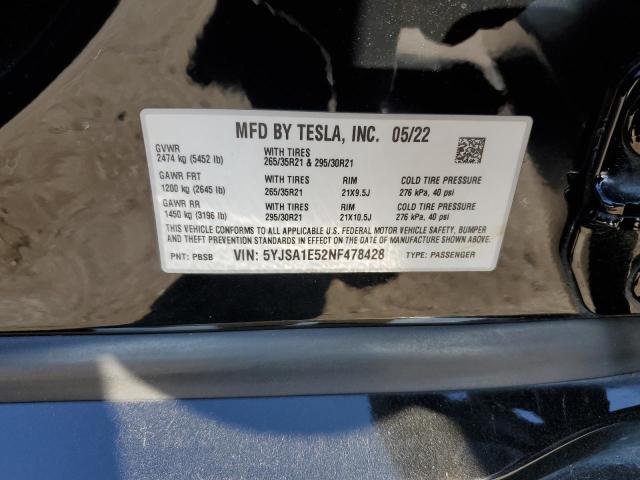 MFD BY TESLA, INC. 05/22
GVWR
2474 kg (5452 lb)
WITH TIRES
265/35R21 & 295/30R21
GAWR FRT
1200 kg (2645 lb)
WITH TIRES
265/35R21
RIM
21X9.5J
COLD TIRE PRESSURE
276 kPa, 40 psi
GAWR RR
1450 kg (3196 lb)
WITH TIRES
295/30R21
RIM
21X10.5J
COLD TIRE PRESSURE
276 kPa, 40 psi
THIS VEHICLE CONFORMS TO ALL APPLICABLE U.S. FEDERAL MOTOR VEHICLE SAFETY, BUMPER
AND THEFT PREVENTION STANDARDS IN EFFECT ON THE DATE OF MANUFACTURE SHOWN ABOVE.
PNT: PBSB VIN: 5YJSA1E52NF478428 TYPE: PASSENGER